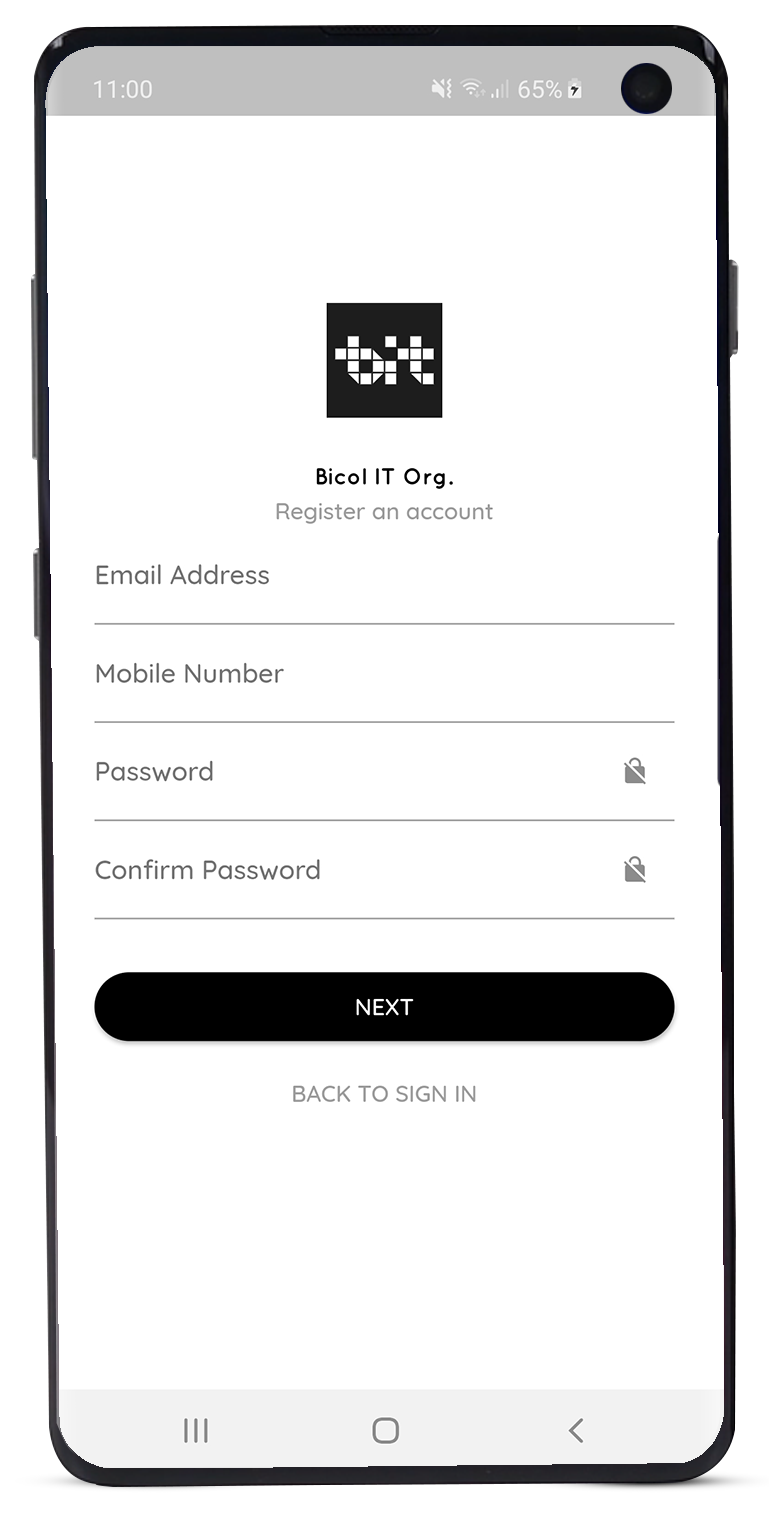 11:00 65%
bit
Bicol IT Org.
Register an account
Email Address
Mobile Number
Password
Confirm Password
NEXT
BACK TO SIGN IN